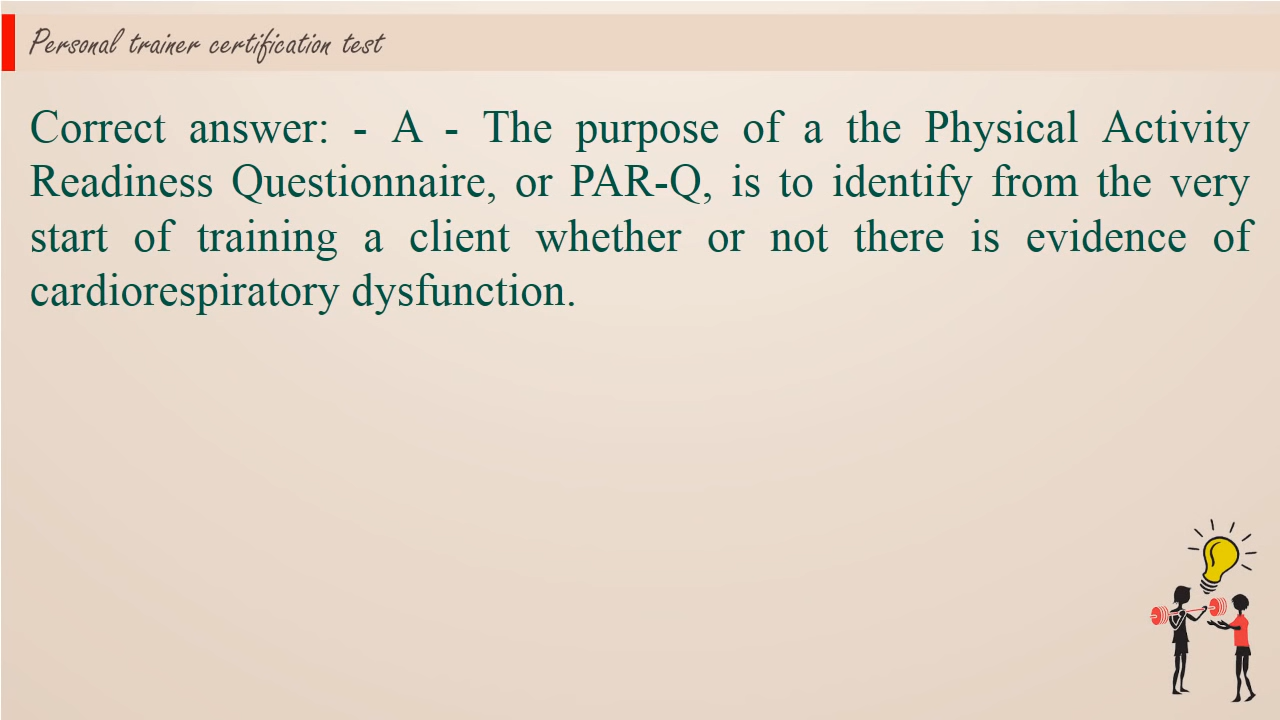 Personal trainer certification test
Correct answer: - A - The purpose of a the Physical Activity
Readiness Questionnaire, or PAR-Q, is to identify from the very
start of training a client whether or not there is evidence of
cardiorespiratory dysfunction.